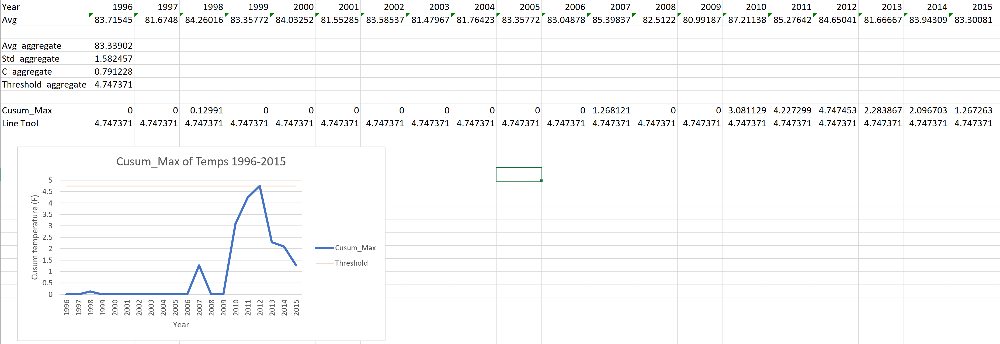 Year 1996 1997 1998 1999 2000 2001 2002 2003 2004 2005 2006 2007 2008 2009 2010 2011 2012 2013 2014 2015
Avg 83.71545 81.6748 84.26016 83.35772 84.03252 81.55285 83.58537 81.47967 81.76423 83.35772 83.04878 85.39837 82.5122 80.99187 87.21138 85.27642 84.65041 81.66667 83.94309 83.30081
Avg_aggregate 83.33902
Std_aggregate 1.582457
C_aggregate 0.791228
Threshold_aggregate 4.747371
Cusum_Max 0 0 0.12991 0 0 0 0 0 0 0 0 1.268121 0 0 3.081129 4.227299 4.747453 2.283867 2.096703 1.267263
Line Tool 4.747371 4.747371 4.747371 4.747371 4.747371 4.747371 4.747371 4.747371 4.747371 4.747371 4.747371 4.747371 4.747371 4.747371 4.747371 4.747371 4.747371 4.747371 4.747371 4.747371
Cusum_Max of Temps 1996-2015
Cusum temperature (F)
5
4.5
4
3.5
3
2.5
2
1.5
1
0.5
0
1996 1997 1998 1999 2000 2001 2002 2003 2004 2005 2006 2007 2008 2009 2010 2011 2012 2013 2014 2015
Year
Cusum_Max
Threshold